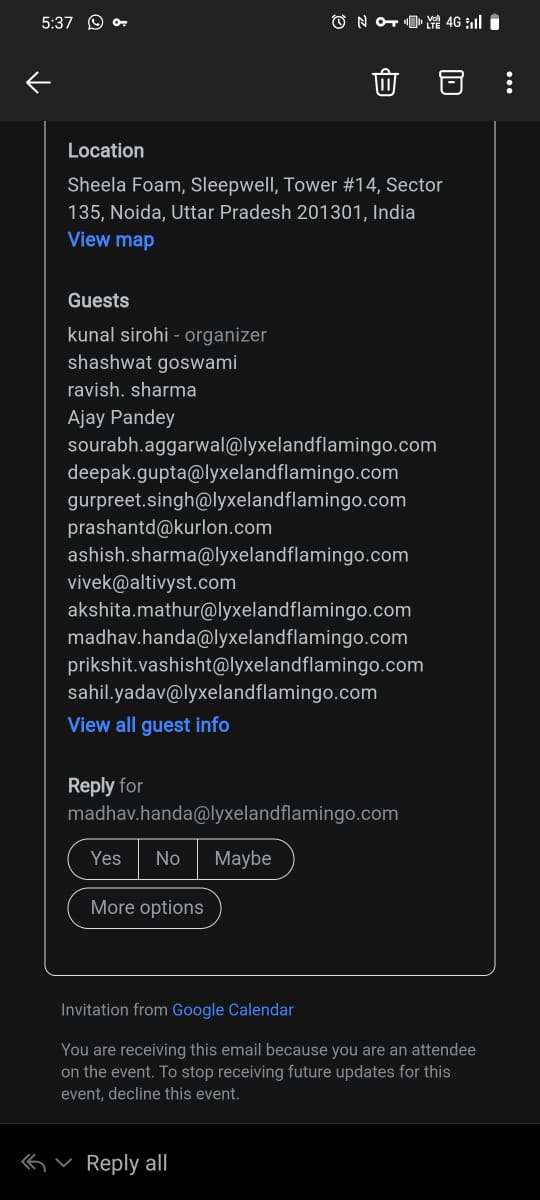 5:37
Vo)
LTE
4G
Location
Sheela Foam, Sleepwell, Tower #14, Sector
135, Noida, Uttar Pradesh 201301, India
View map
Guests
kunal sirohi - organizer
shashwat goswami
ravish. sharma
Ajay Pandey
sourabh.aggarwal@lyxelandflamingo.com
deepak.gupta@lyxelandflamingo.com
gurpreet.singh@lyxelandflamingo.com
prashantd@kurlon.com
ashish.sharma@lyxelandflamingo.com
vivek@altivyst.com
akshita.mathur@lyxelandflamingo.com
madhav.handa@lyxelandflamingo.com
prikshit.vashisht@lyxelandflamingo.com
sahil.yadav@lyxelandflamingo.com
View all guest info
Reply for
madhav.handa@lyxelandflamingo.com
Yes No Maybe
More options
Invitation from Google Calendar
You are receiving this email because you are an attendee
on the event. To stop receiving future updates for this
event, decline this event.
Reply all